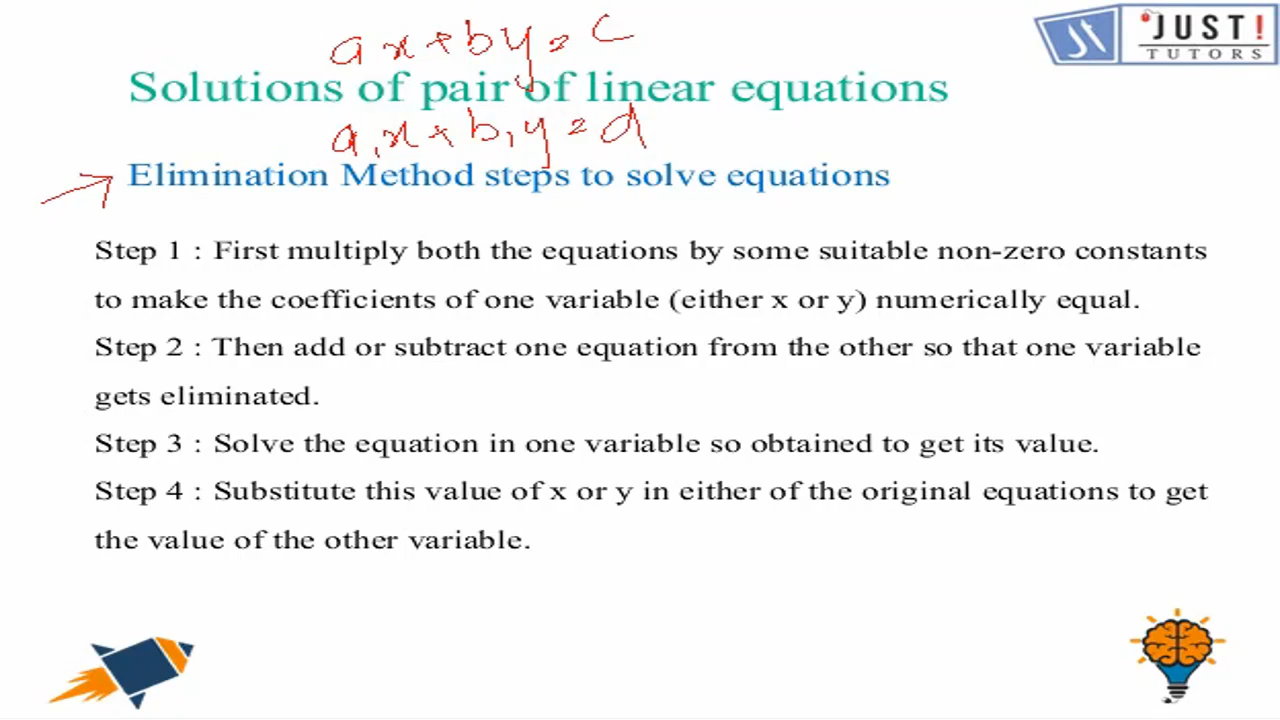 ax+by=c
JUST!
TUTORS
Solutions of pair of linear equations
a,x+b,y=d
Elimination Method steps to solve equations
Step 1 : First multiply both the equations by some suitable non-zero constants
to make the coefficients of one variable (either x or y) numerically equal.
Step 2 : Then add or subtract one equation from the other so that one variable
gets eliminated.
Step 3 : Solve the equation in one variable so obtained to get its value.
Step 4 : Substitute this value of x or y in either of the original equations to get
the value of the other variable.